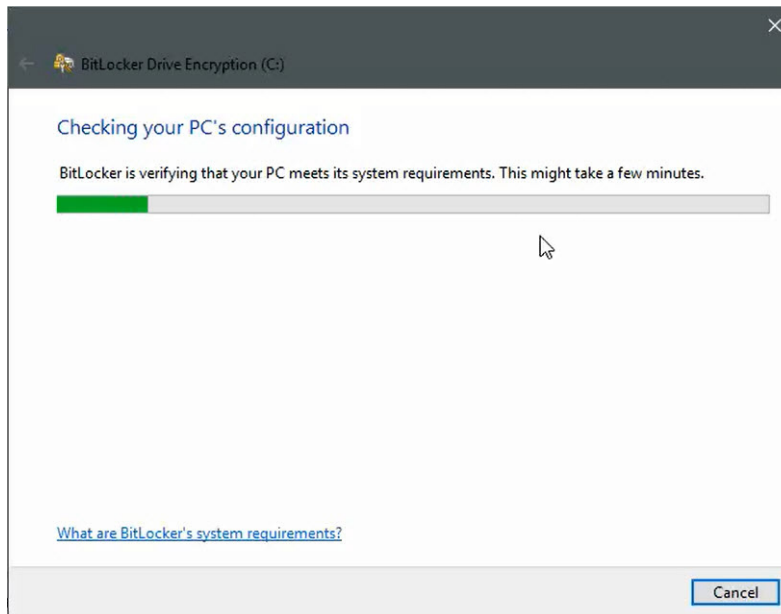 BitLocker Drive Encryption (C:)
Checking your PC's configuration
BitLocker is verifying that your PC meets its system requirements. This might take a few minutes.
What are BitLocker's system requirements?
Cancel